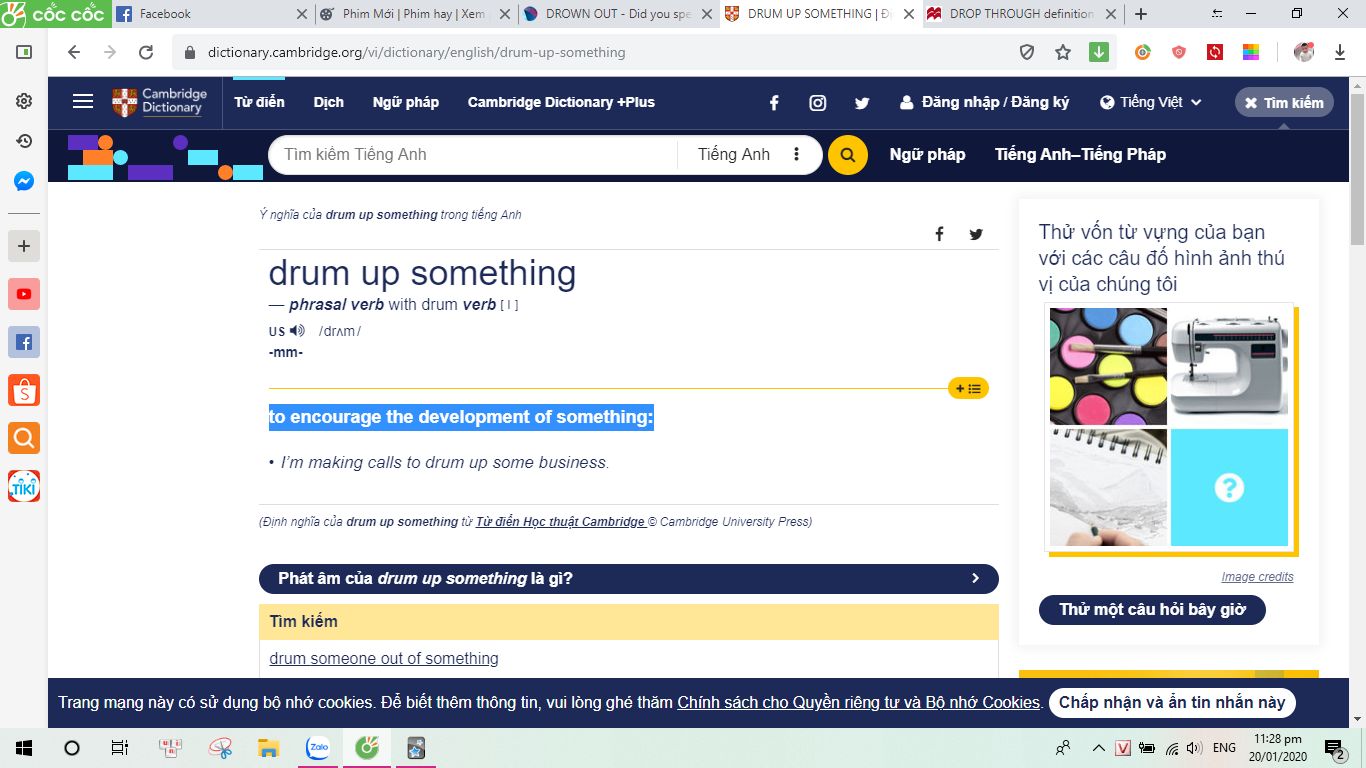 cốc cốc
Facebook
Phim Mới | Phim hay | Xem p
DROWN OUT - Did you spe
DRUM UP SOMETHING | Đ
DROP THROUGH definition
dictionary.cambridge.org/vi/dictionary/english/drum-up-something
Cambridge
Dictionary
Từ điển
Dịch
Ngữ pháp
Cambridge Dictionary +Plus
Đăng nhập / Đăng ký
Tiếng Việt
Tìm kiếm
Tìm kiếm Tiếng Anh
Tiếng Anh
Ngữ pháp
Tiếng Anh–Tiếng Pháp
Ý nghĩa của drum up something trong tiếng Anh
drum up something
— phrasal verb with drum verb [ I ]
US /drʌm/
-mm-
to encourage the development of something:
• I’m making calls to drum up some business.
(Định nghĩa của drum up something từ Từ điển Học thuật Cambridge © Cambridge University Press)
Phát âm của drum up something là gì?
Tìm kiếm
drum someone out of something
Thử vốn từ vựng của bạn
với các câu đố hình ảnh thú
vị của chúng tôi
?
Image credits
Thử một câu hỏi bây giờ
TIKI
Trang mạng này có sử dụng bộ nhớ cookies. Để biết thêm thông tin, vui lòng ghé thăm Chính sách cho Quyền riêng tư và Bộ nhớ Cookies.
Chấp nhận và ẩn tin nhắn này
Zalo
V
ENG
11:28 pm
20/01/2020
2